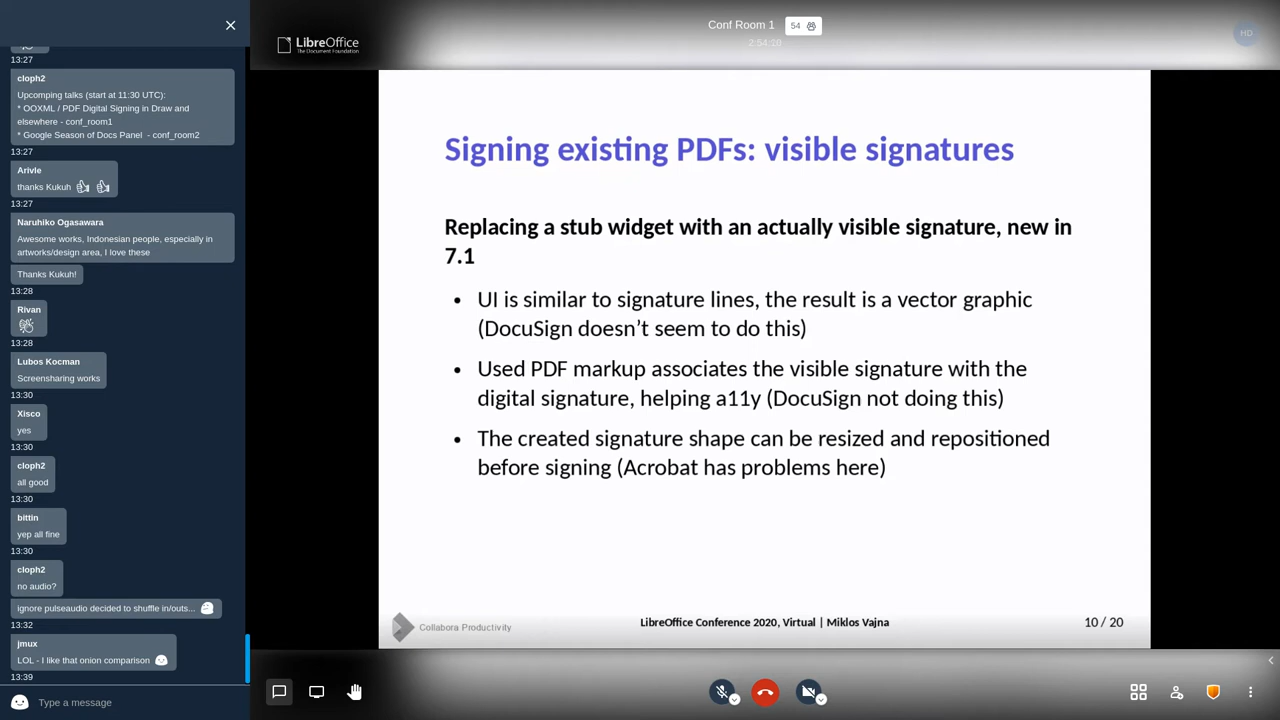 13:27
cloph2
Upcomping talks (start at 11:30 UTC):
* OOXML / PDF Digital Signing in Draw and
elsewhere - conf_room1
* Google Season of Docs Panel - conf_room2
13:27
Arivle
thanks Kukuh
13:27
Naruhiko Ogasawara
Awesome works, Indonesian people, especially in
artworks/design area, I love these
Thanks Kukuh!
13:28
Rivan
13:28
Lubos Kocman
Screensharing works
13:30
Xisco
yes
13:30
cloph2
all good
13:30
bittin
yep all fine
13:30
cloph2
no audio?
ignore pulseaudio decided to shuffle in/outs...
13:32
jmux
LOL - I like that onion comparison
13:39
Type a message
LibreOffice
The Document Foundation
Conf Room 1
54
2:54:10
HD
Signing existing PDFs: visible signatures
Replacing a stub widget with an actually visible signature, new in
7.1
• UI is similar to signature lines, the result is a vector graphic
(DocuSign doesn’t seem to do this)
• Used PDF markup associates the visible signature with the
digital signature, helping a11y (DocuSign not doing this)
• The created signature shape can be resized and repositioned
before signing (Acrobat has problems here)
Collabora Productivity
LibreOffice Conference 2020, Virtual | Miklos Vajna
10 / 20